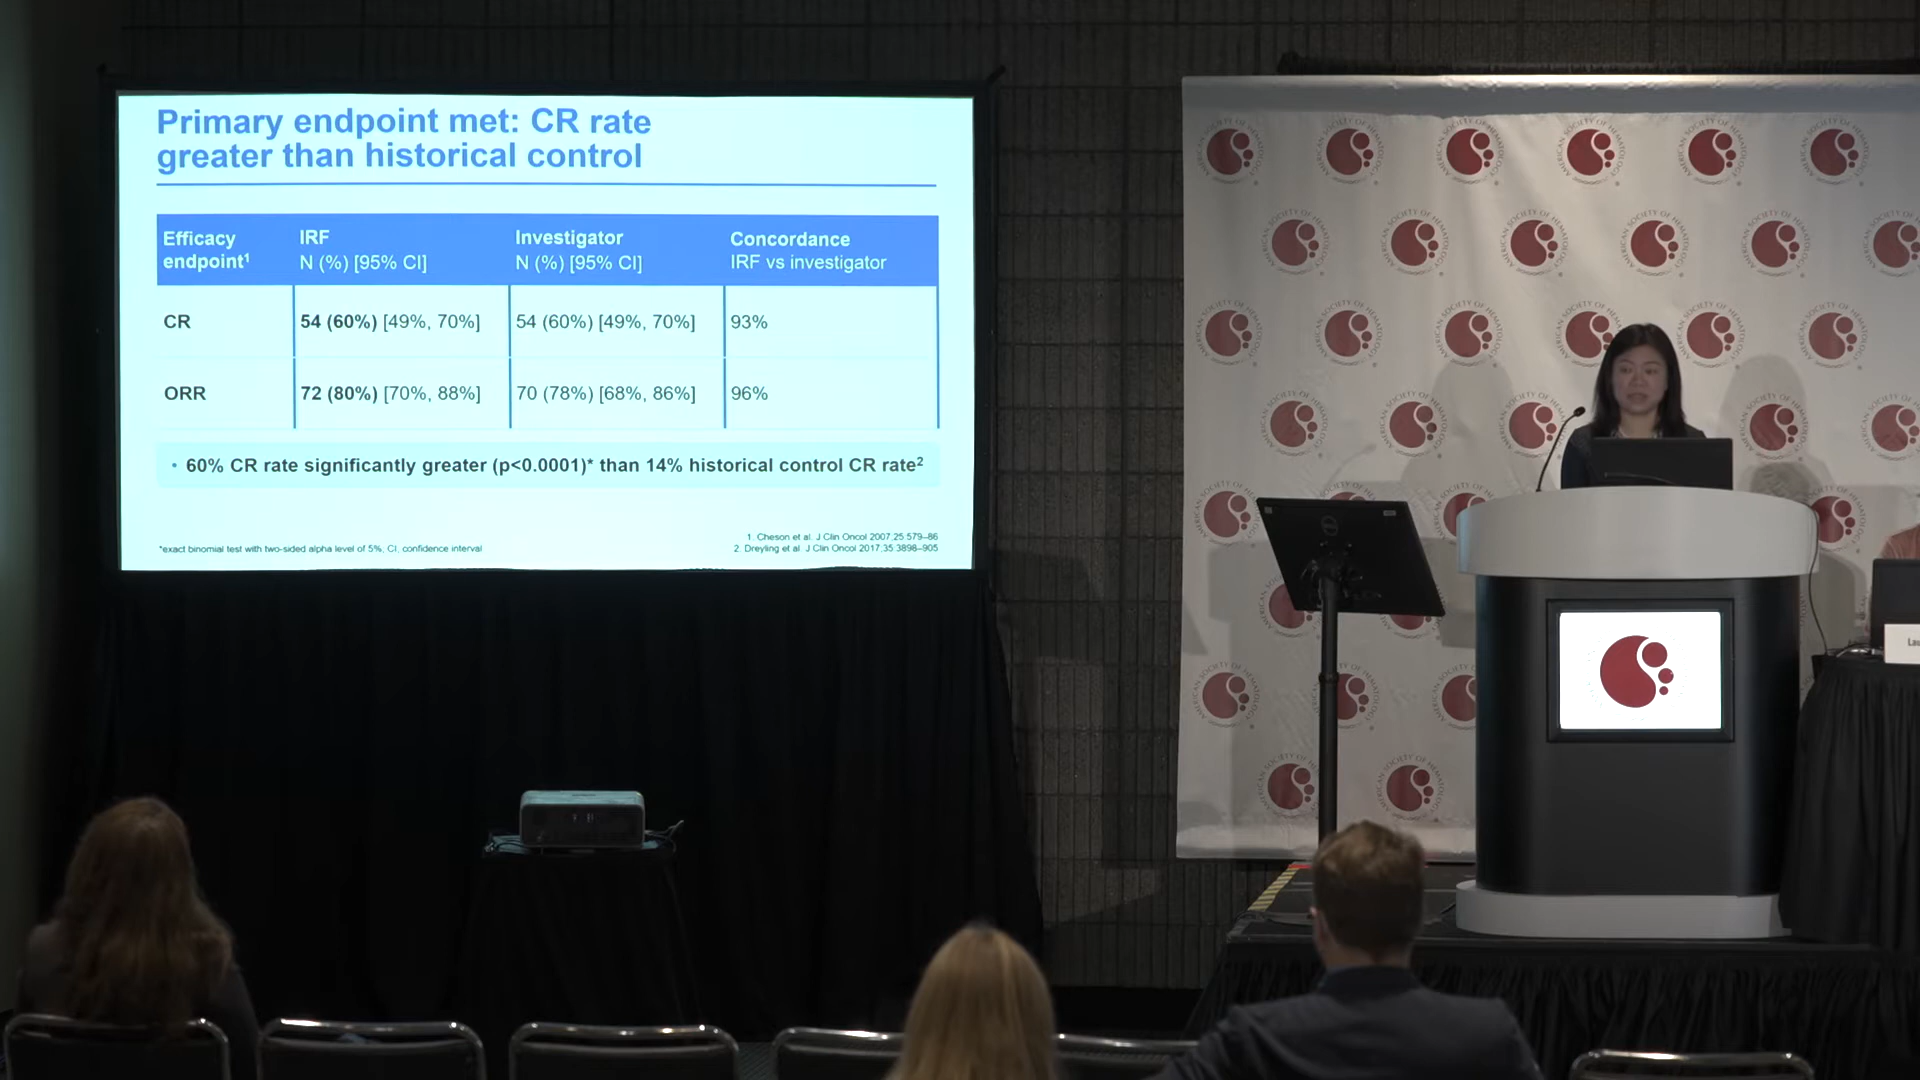 Primary endpoint met: CR rate
greater than historical control
Efficacy
endpoint1
IRF
N (%) [95% CI]
Investigator
N (%) [95% CI]
Concordance
IRF vs investigator
CR
54 (60%) [49%, 70%]
54 (60%) [49%, 70%]
93%
ORR
72 (80%) [70%, 88%]
70 (78%) [68%, 86%]
96%
• 60% CR rate significantly greater (p<0.0001)* than 14% historical control CR rate2
*exact binomial test with two-sided alpha level of 5%, CI, confidence interval
1. Cheson et al. J Clin Oncol 2007;25:579–86
2. Dreyling et al. J Clin Oncol 2017;35:3898–905
AMERICAN SOCIETY OF HEMATOLOGY